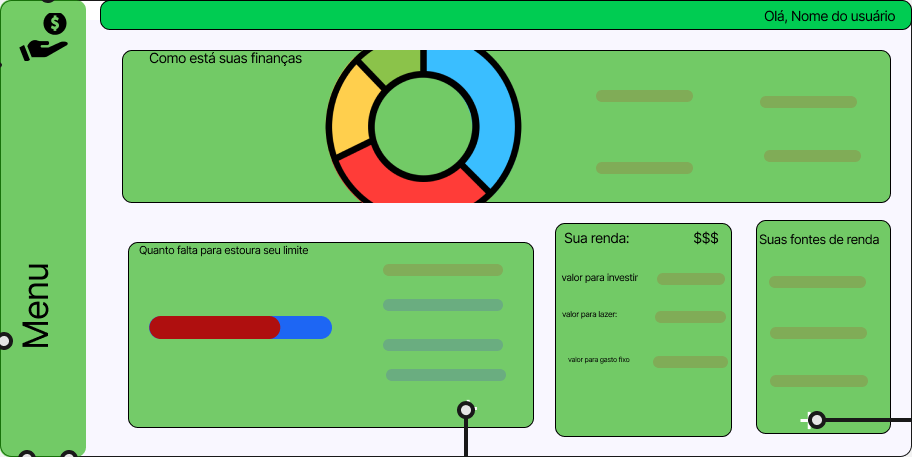 Olá, Nome do usuário
Como está suas finanças
Menu
Quanto falta para estoura seu limite
Sua renda: $$$
valor para investir
valor para lazer:
valor para gasto fixo
Suas fontes de renda